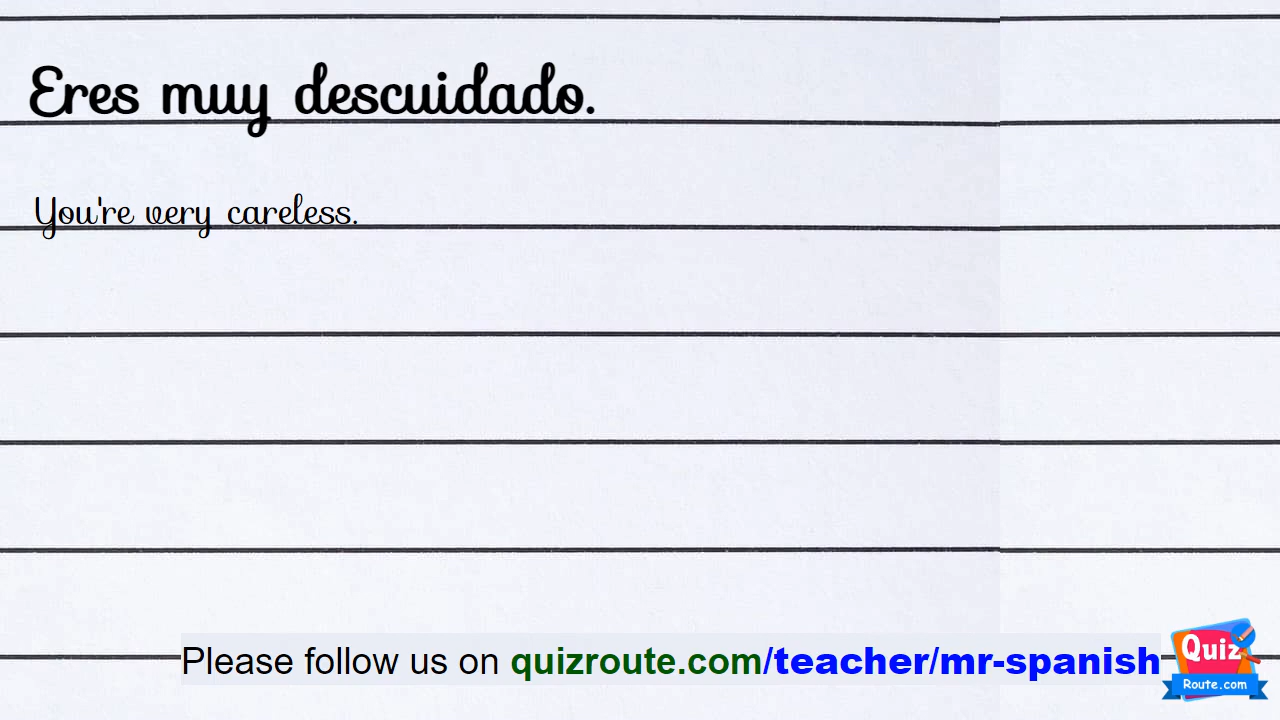 Eres muy descuidado.
You're very careless.
Please follow us on quizroute.com/teacher/mr-spanish
Quiz
Route.com